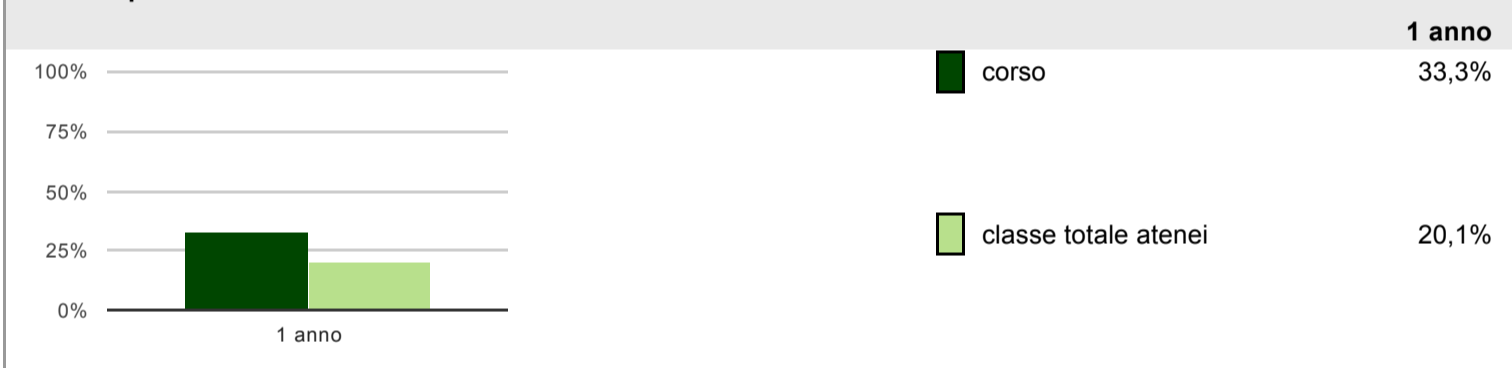 1 anno
100%
75%
50%
25%
0%
1 anno
corso 33,3%
classe totale atenei 20,1%